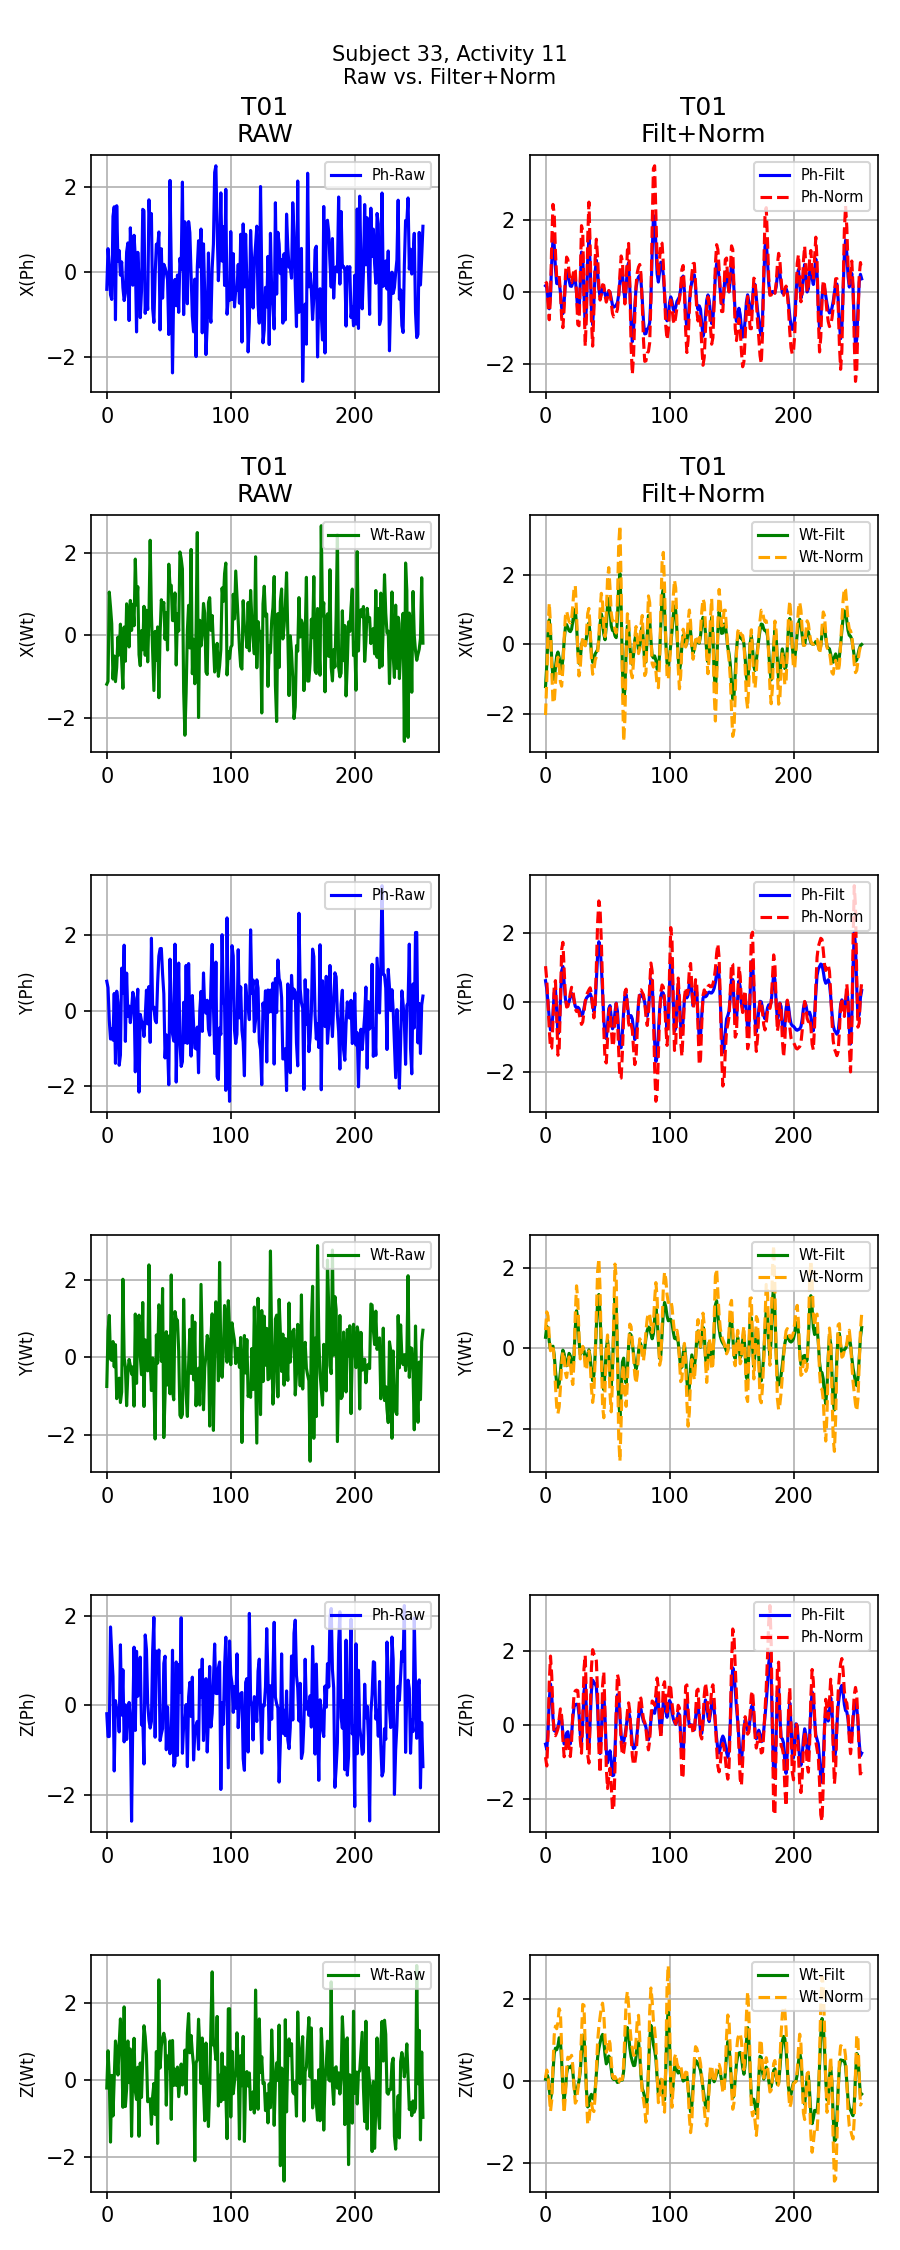 Subject 33, Activity 11
Raw vs. Filter+Norm
T01
RAW
T01
Filt+Norm
X(Ph)
2
0
−2
0
100
200
Ph-Raw
X(Ph)
2
0
−2
0
100
200
Ph-Filt
Ph-Norm
T01
RAW
T01
Filt+Norm
X(Wt)
2
0
−2
0
100
200
Wt-Raw
X(Wt)
2
0
−2
0
100
200
Wt-Filt
Wt-Norm
Y(Ph)
2
0
−2
0
100
200
Ph-Raw
Y(Ph)
2
0
−2
0
100
200
Ph-Filt
Ph-Norm
Y(Wt)
2
0
−2
0
100
200
Wt-Raw
Y(Wt)
2
0
−2
0
100
200
Wt-Filt
Wt-Norm
Z(Ph)
2
0
−2
0
100
200
Ph-Raw
Z(Ph)
2
0
−2
0
100
200
Ph-Filt
Ph-Norm
Z(Wt)
2
0
−2
0
100
200
Wt-Raw
Z(Wt)
2
0
−2
0
100
200
Wt-Filt
Wt-Norm